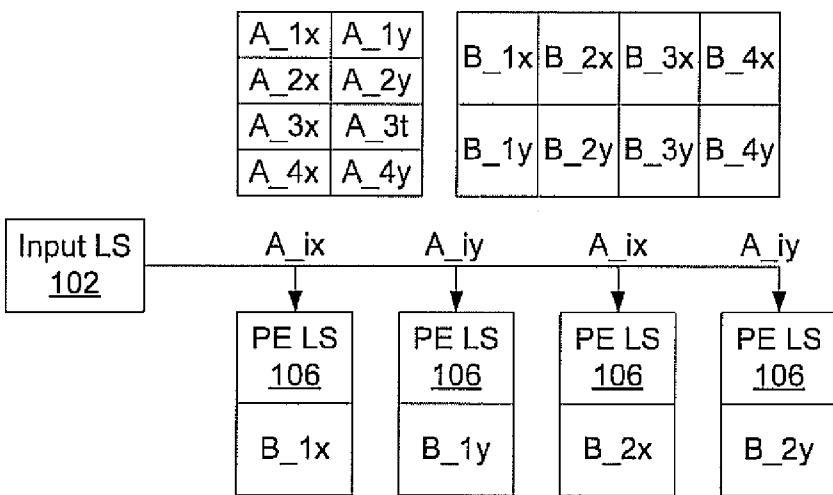 A_1x A_1y
A_2x A_2y
A_3x A_3t
A_4x A_4y
B_1x B_2x B_3x B_4x
B_1y B_2y B_3y B_4y
Input LS
102
A_ix A_iy A_ix A_iy
PE LS PE LS PE LS PE LS
106 106 106 106
B_1x B_1y B_2x B_2y